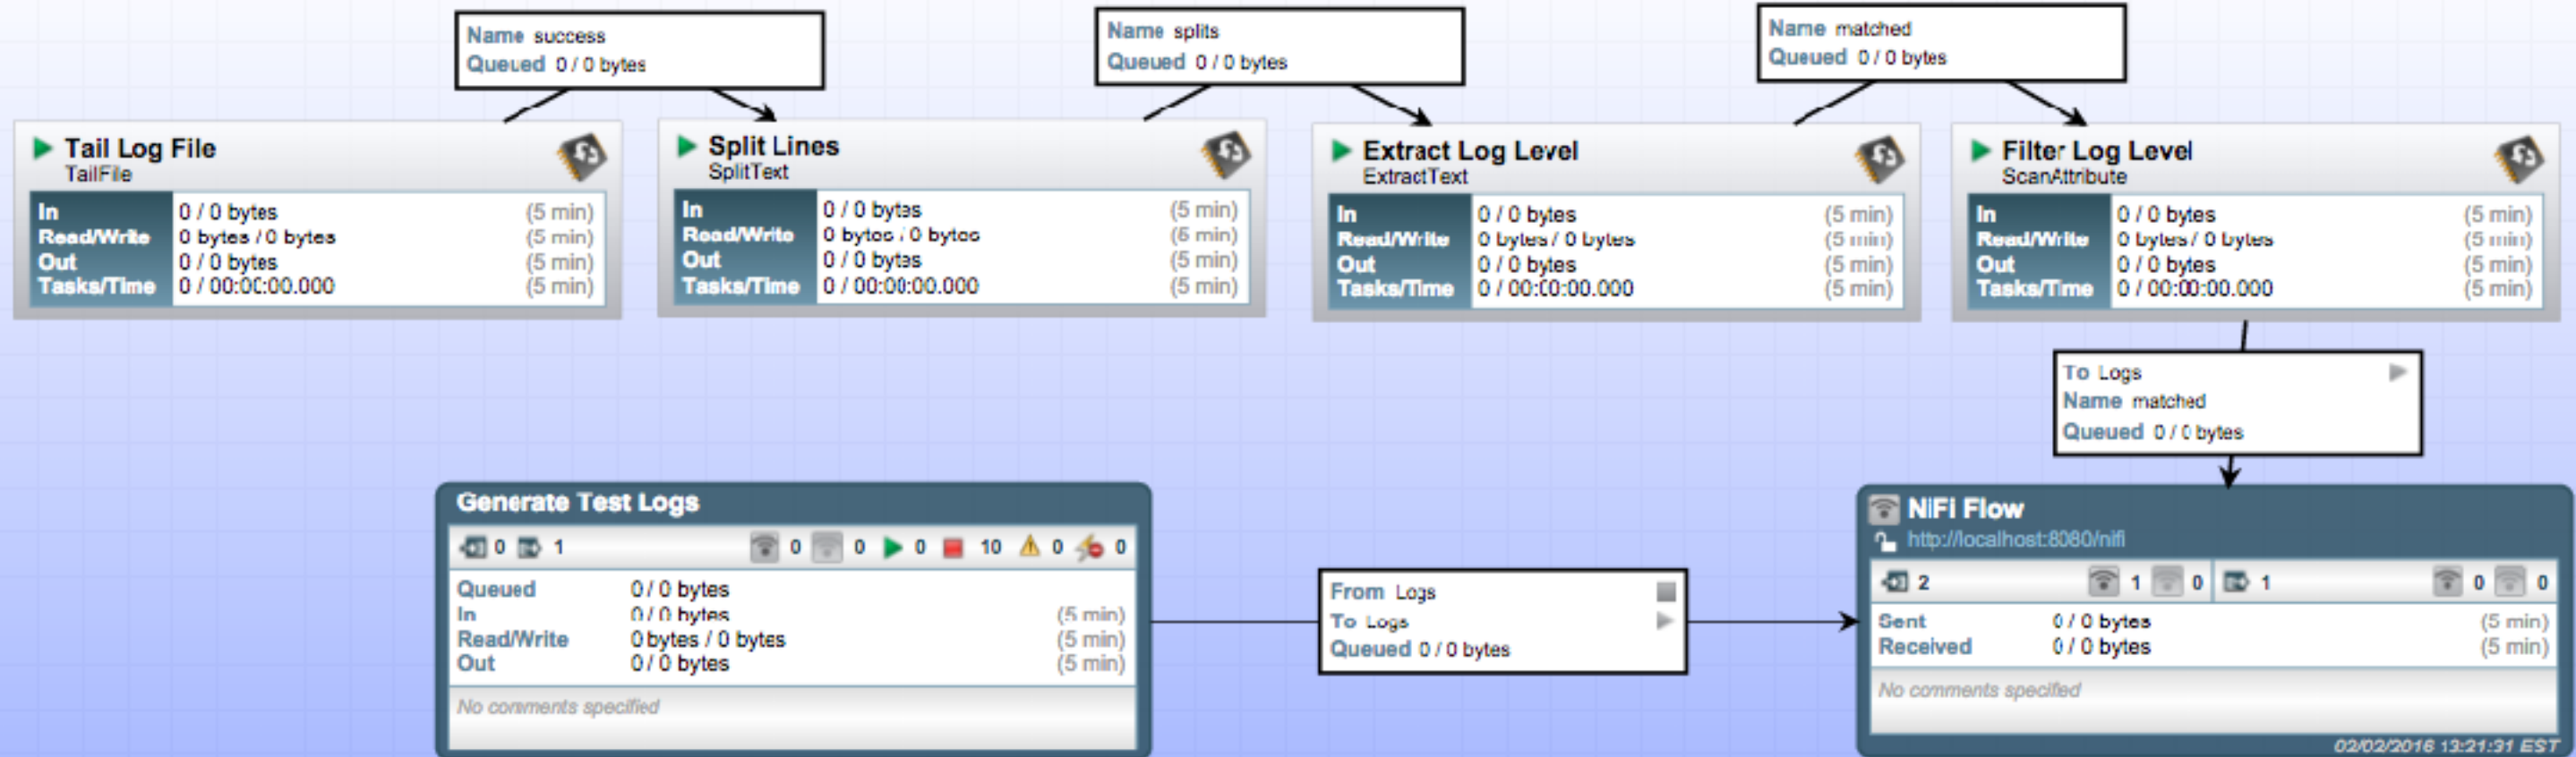 Name success
Queued 0 / 0 bytes
Name splits
Queued 0 / 0 bytes
Name matched
Queued 0 / 0 bytes
Tail Log File
TailFile
In 0 / 0 bytes (5 min)
Read/Write 0 bytes / 0 bytes (5 min)
Out 0 / 0 bytes (5 min)
Tasks/Time 0 / 00:00:00.000 (5 min)
Split Lines
SplitText
In 0 / 0 bytes (5 min)
Read/Write 0 bytes / 0 bytes (5 min)
Out 0 / 0 bytes (5 min)
Tasks/Time 0 / 00:00:00.000 (5 min)
Extract Log Level
ExtractText
In 0 / 0 bytes (5 min)
Read/Write 0 bytes / 0 bytes (5 min)
Out 0 / 0 bytes (5 min)
Tasks/Time 0 / 00:00:00.000 (5 min)
Filter Log Level
ScanAttribute
In 0 / 0 bytes (5 min)
Read/Write 0 bytes / 0 bytes (5 min)
Out 0 / 0 bytes (5 min)
Tasks/Time 0 / 00:00:00.000 (5 min)
To Logs
Name matched
Queued 0 / 0 bytes
Generate Test Logs
0 1 0 0 0 10 0 0
Queued 0 / 0 bytes
In 0 / 0 bytes (5 min)
Read/Write 0 bytes / 0 bytes (5 min)
Out 0 / 0 bytes (5 min)
No comments specified
From Logs
To Logs
Queued 0 / 0 bytes
NiFi Flow
http://localhost:8080/nifi
2 1 0 1 0 0
Sent 0 / 0 bytes (5 min)
Received 0 / 0 bytes (5 min)
No comments specified
02/02/2016 13:21:31 EST